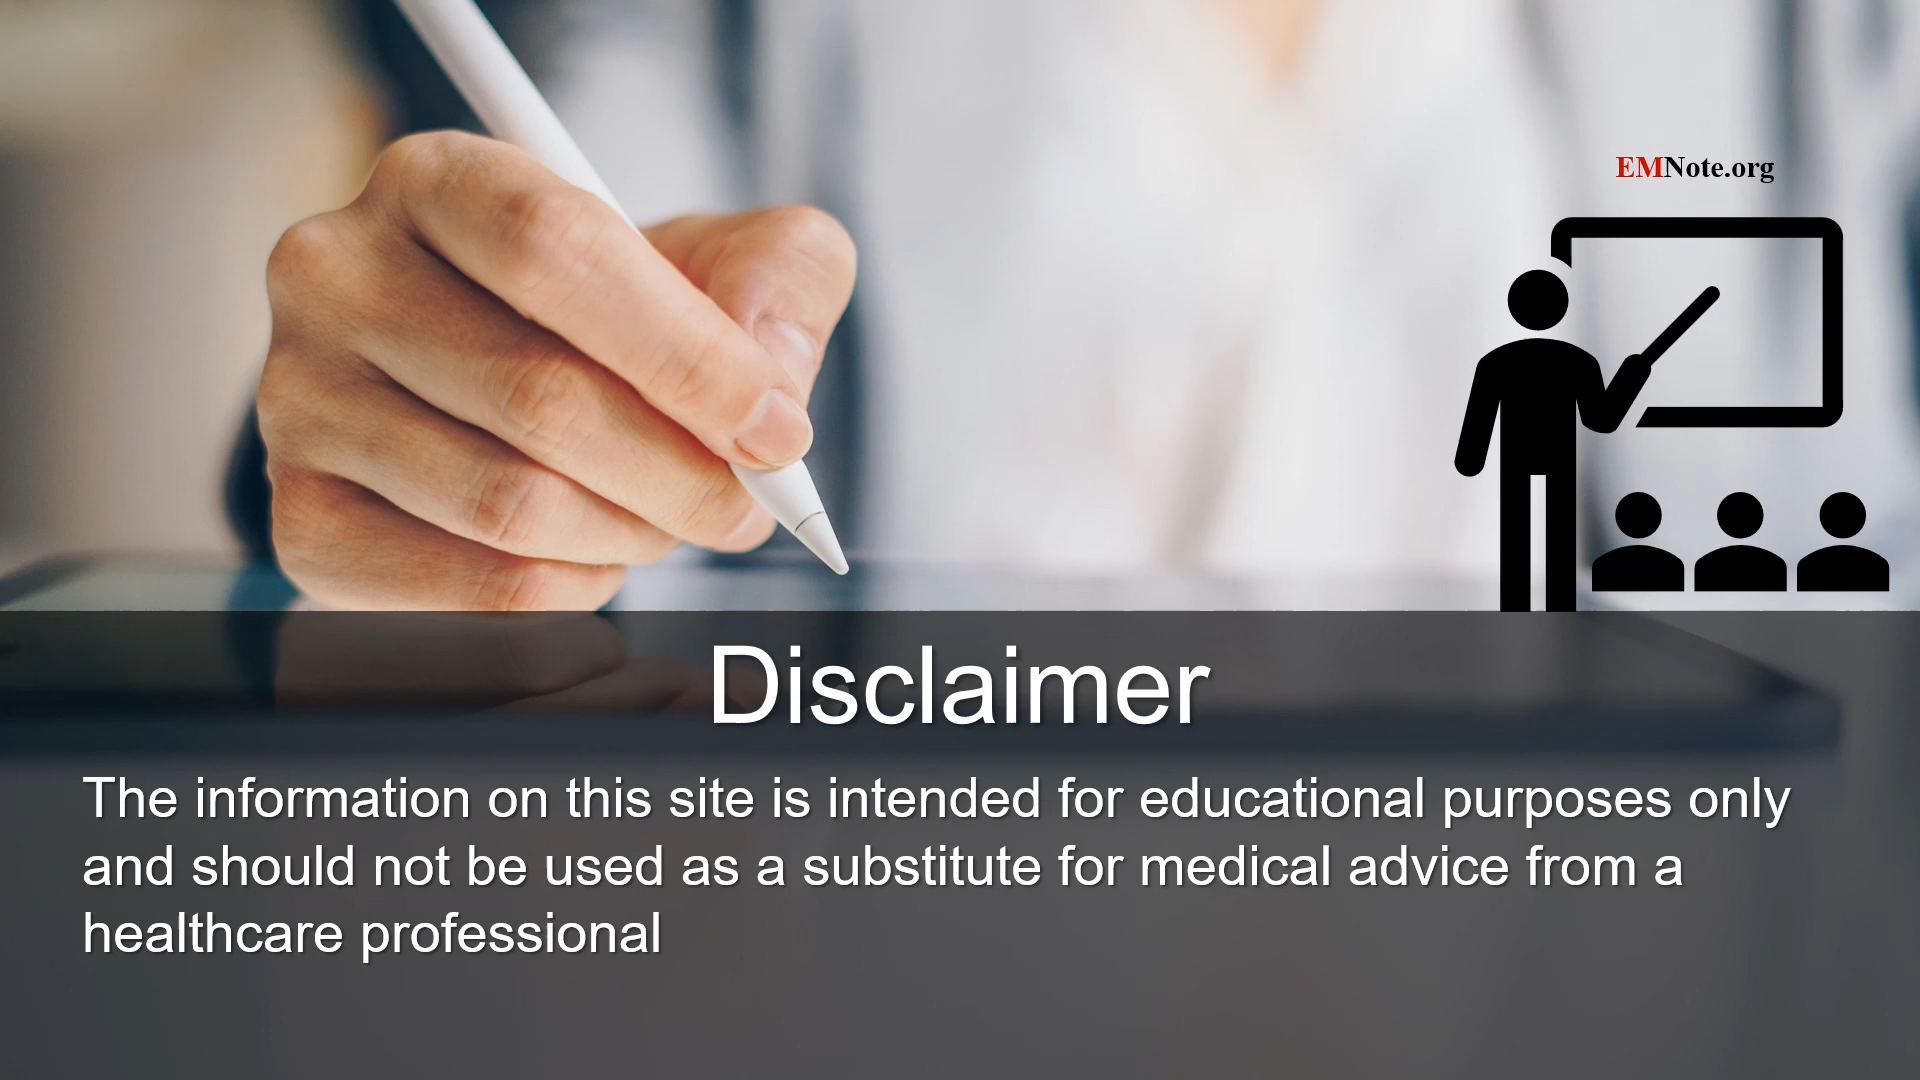 EMNote.org
Disclaimer
The information on this site is intended for educational purposes only
and should not be used as a substitute for medical advice from a
healthcare professional